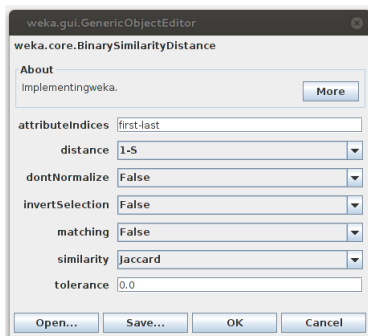 weka.gui.GenericObjectEditor
weka.core.BinarySimilarityDistance
About
Implementingweka.
More
attributeIndices first-last
distance 1-S
dontNormalize False
invertSelection False
matching False
similarity Jaccard
tolerance 0.0
Open... Save... OK Cancel